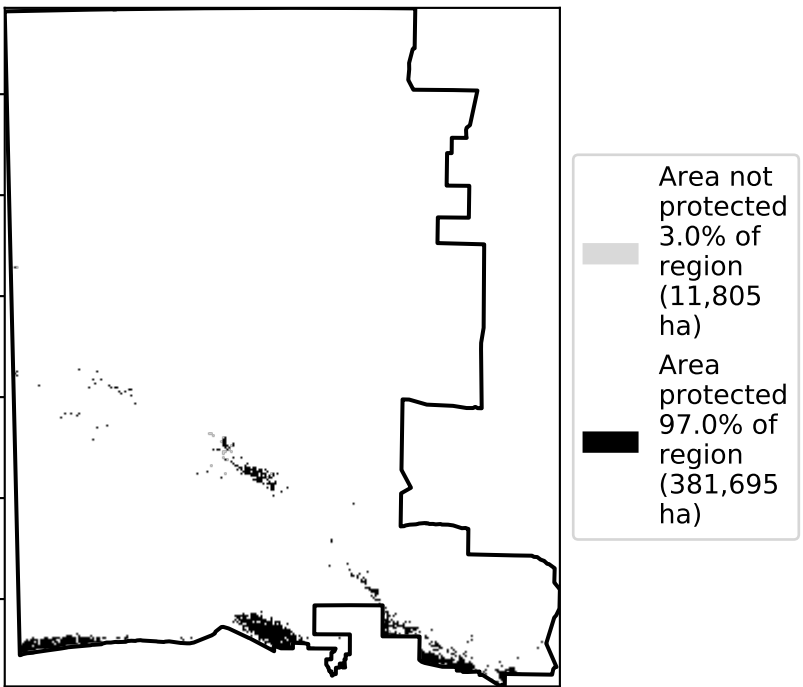 Area not
protected
3.0% of
region
(11,805
ha)
Area
protected
97.0% of
region
(381,695
ha)